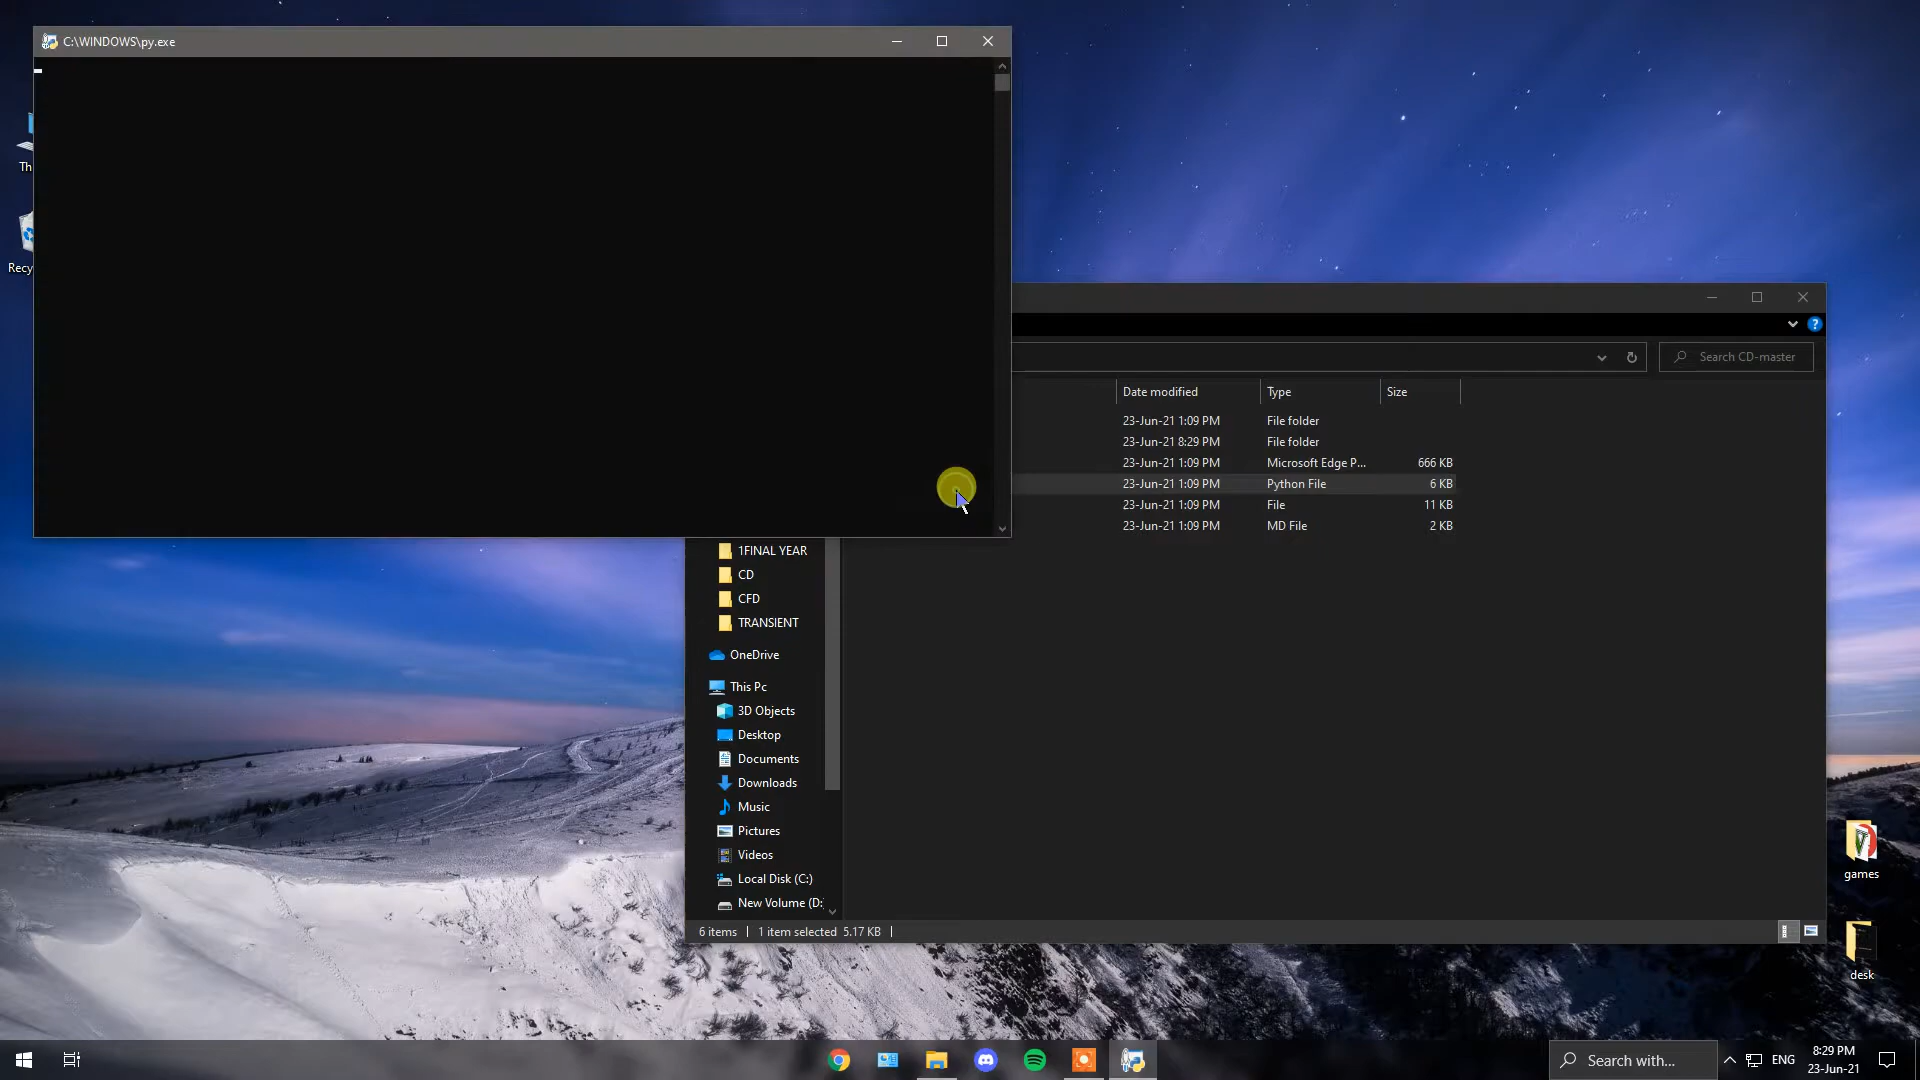 C:\WINDOWS\py.exe
Th
Recy
Search CD-master
Date modified Type Size
23-Jun-21 1:09 PM File folder
23-Jun-21 8:29 PM File folder
23-Jun-21 1:09 PM Microsoft Edge P... 666 KB
23-Jun-21 1:09 PM Python File 6 KB
23-Jun-21 1:09 PM File 11 KB
23-Jun-21 1:09 PM MD File 2 KB
1FINAL YEAR
CD
CFD
TRANSIENT
OneDrive
This Pc
3D Objects
Desktop
Documents
Downloads
Music
Pictures
Videos
Local Disk (C:)
New Volume (D:
6 items 1 item selected 5.17 KB
games
desk
Search with...
ENG
8:29 PM
23-Jun-21